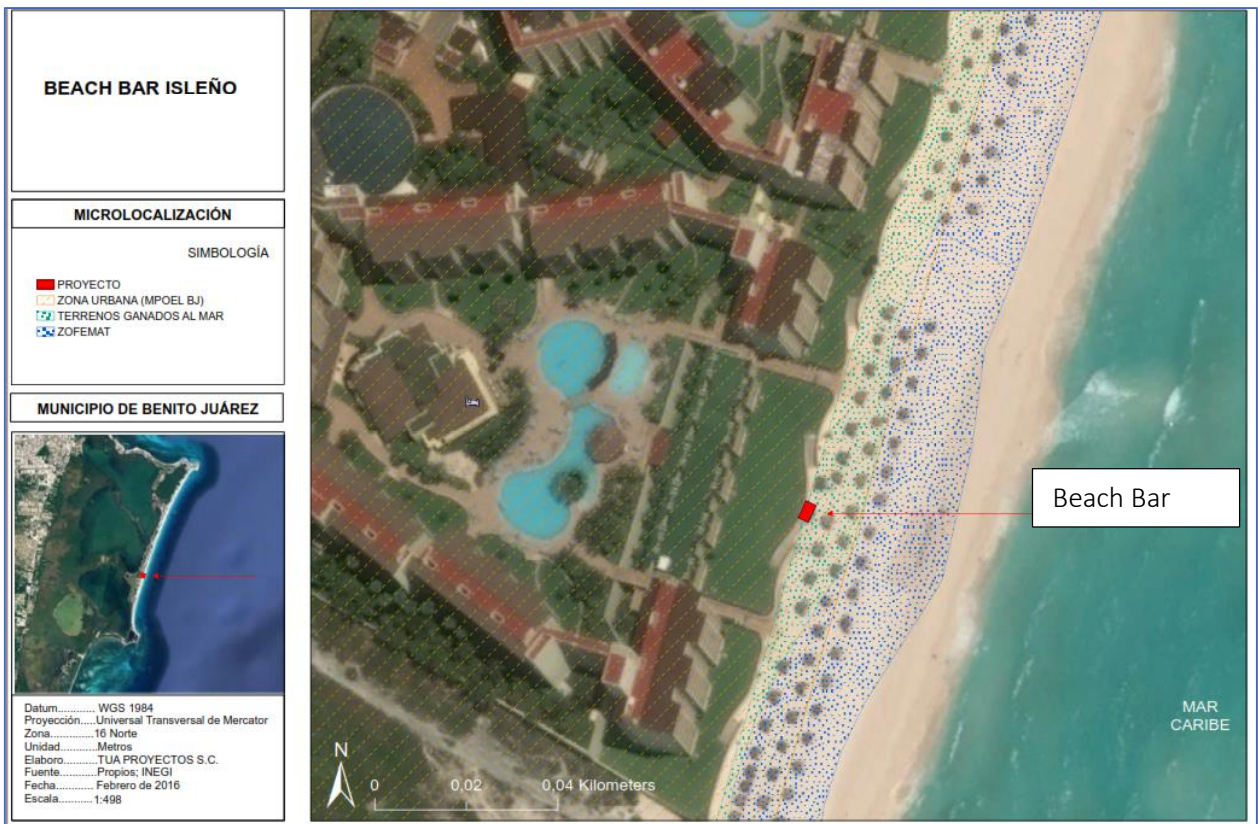 BEACH BAR ISLEÑO
MICROLOCALIZACIÓN
SIMBOLOGÍA
PROYECTO
ZONA URBANA (MPOEL BJ)
TERRENOS GANADOS AL MAR
ZOFEMAT
MUNICIPIO DE BENITO JUÁREZ
Datum............ WGS 1984
Proyección.....Universal Transversal de Mercator
Zona.............16 Norte
Unidad...........Metros
Elaboro...........TUA PROYECTOS S.C.
Fuente...........Propios; INEGI
Fecha............ Febrero de 2016
Escala...........1:498
Beach Bar
MAR
CARIBE
N
0 0,02 0,04 Kilometers